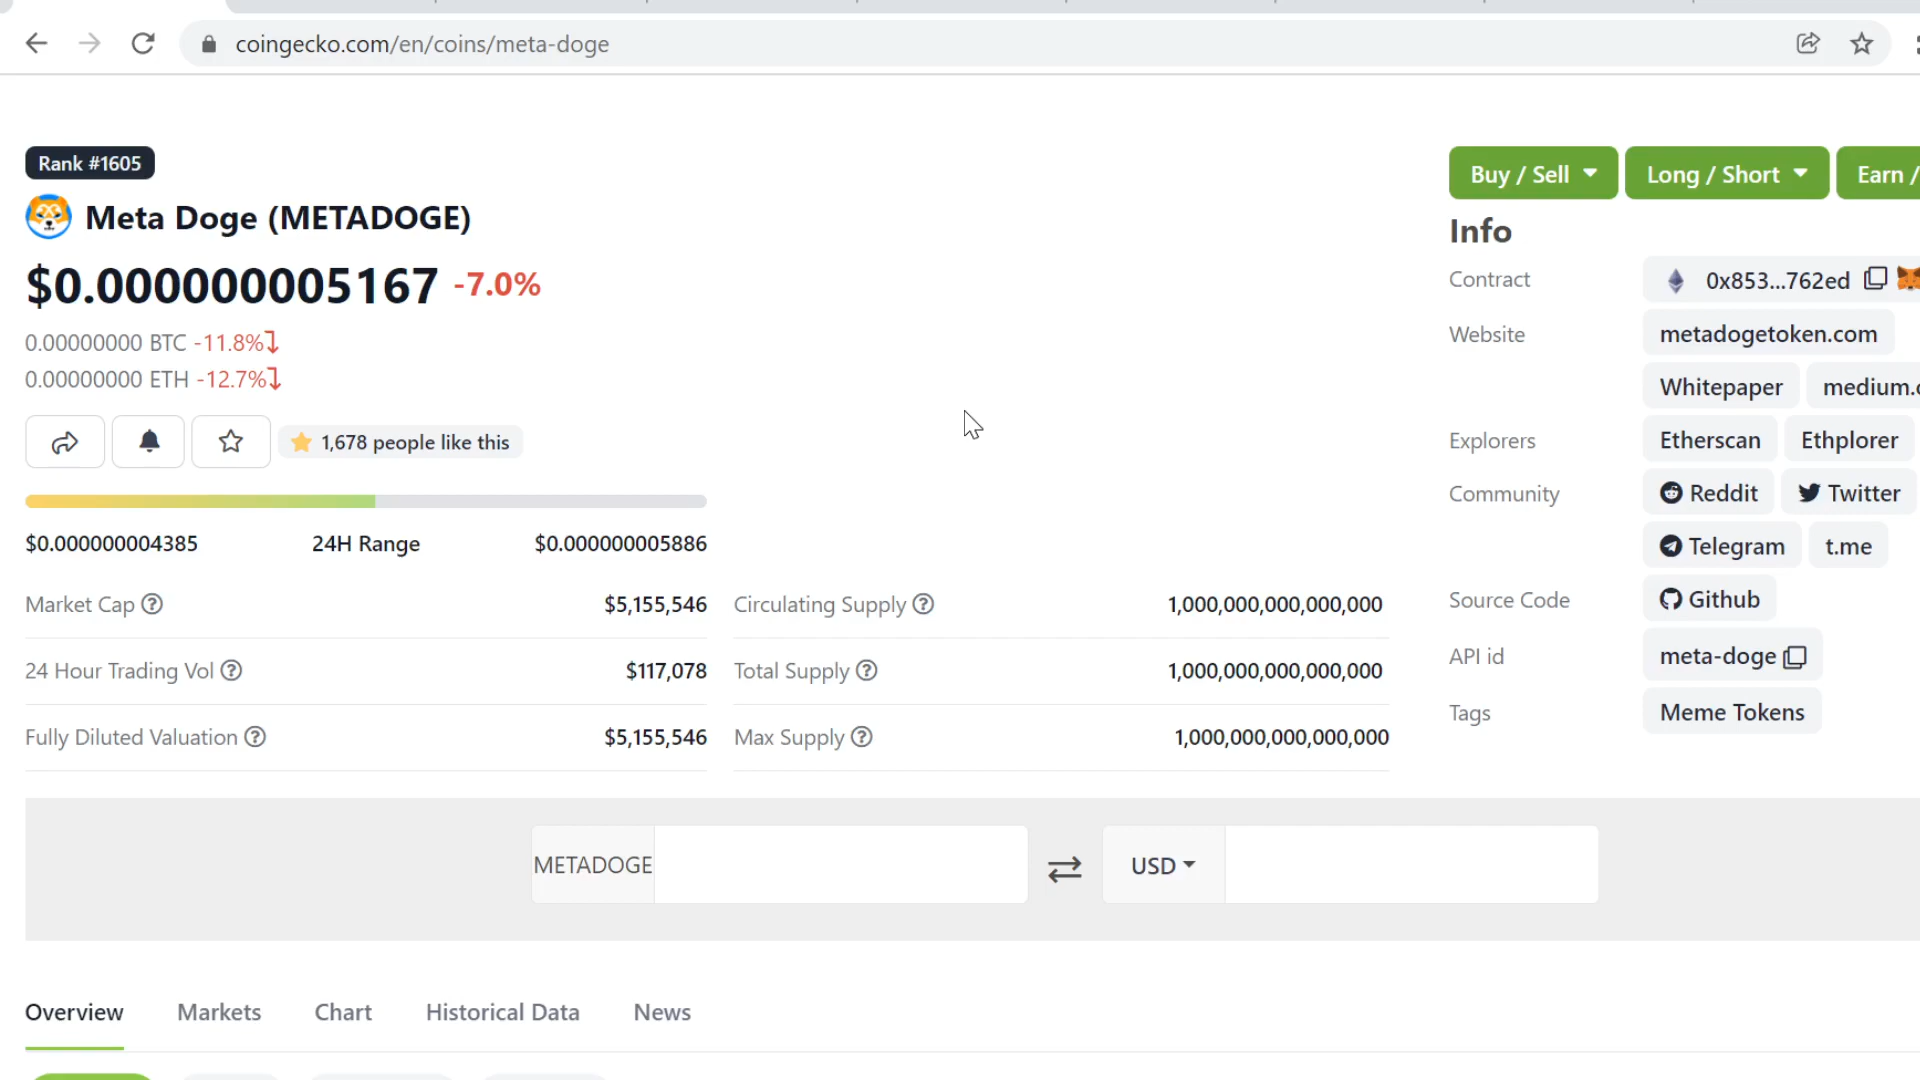 coingecko.com/en/coins/meta-doge
Rank #1605
Meta Doge (METADOGE)
$0.000000005167 -7.0%
0.00000000 BTC -11.8%
0.00000000 ETH -12.7%
1,678 people like this
$0.000000004385 24H Range $0.000000005886
Market Cap $5,155,546
24 Hour Trading Vol $117,078
Fully Diluted Valuation $5,155,546
Circulating Supply 1,000,000,000,000,000
Total Supply 1,000,000,000,000,000
Max Supply 1,000,000,000,000,000
Buy / Sell Long / Short Earn /
Info
Contract 0x853...762ed
Website metadogetoken.com
Whitepaper medium.c
Explorers Etherscan Ethplorer
Community Reddit Twitter
Telegram t.me
Source Code Github
API id meta-doge
Tags Meme Tokens
METADOGE USD
Overview Markets Chart Historical Data News